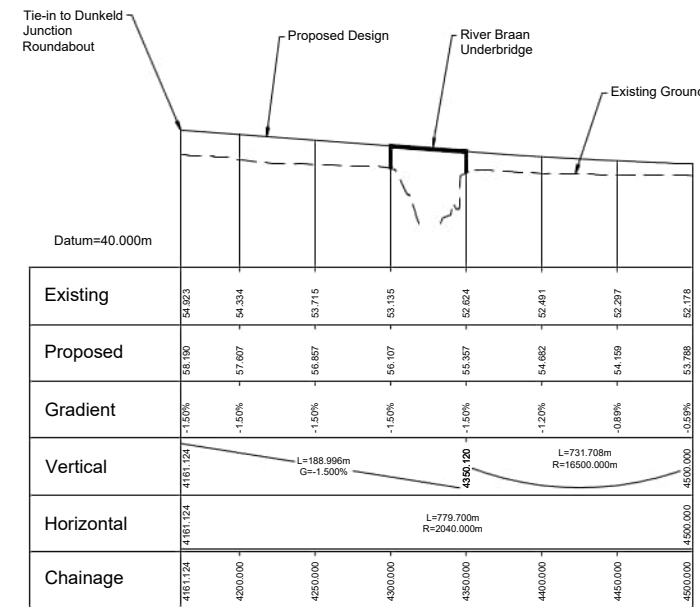 Tie-in to Dunkeld
Junction
Roundabout
Proposed Design
River Braan
Underbridge
Existing Ground
Datum=40.000m
Existing
54.923
54.334
53.715
53.135
52.624
52.491
52.297
52.178
Proposed
58.190
57.607
56.857
56.107
55.357
54.682
54.159
53.788
Gradient
-1.50%
-1.50%
-1.50%
-1.50%
-1.50%
-1.20%
-0.89%
-0.59%
Vertical
4161.124
L=188.996m
G=-1.500%
4350.120
L=731.708m
R=16500.000m
4500.000
Horizontal
4161.124
L=779.700m
R=2040.000m
4500.000
Chainage
4161.124
4200.000
4250.000
4300.000
4350.000
4400.000
4450.000
4500.000